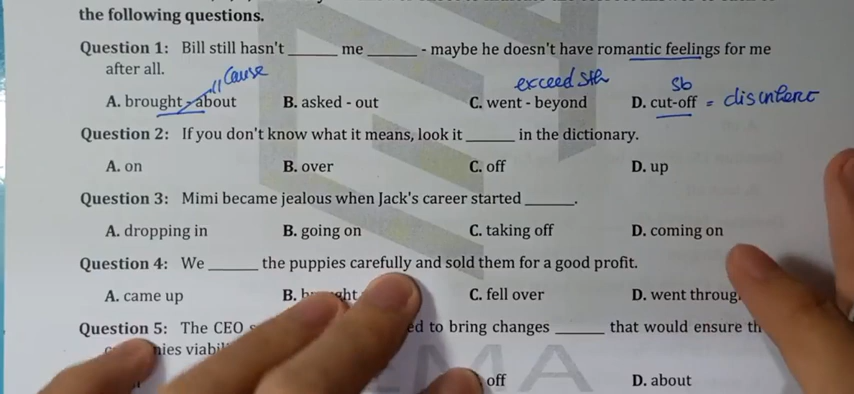 the following questions.
Question 1: Bill still hasn't ______ me ______ - maybe he doesn't have romantic feelings for me
after all.
cause
exceed sth
sb
A. brought - about B. asked - out C. went - beyond D. cut-off =
Question 2: If you don't know what it means, look it ______ in the dictionary.
A. on B. over C. off D. up
Question 3: Mimi became jealous when Jack's career started ______.
A. dropping in B. going on C. taking off D. coming on
Question 4: We ______ the puppies carefully and sold them for a good profit.
A. came up B. C. fell over D. went
Question 5: The CEO to bring changes ______ that would ensure
off D. about